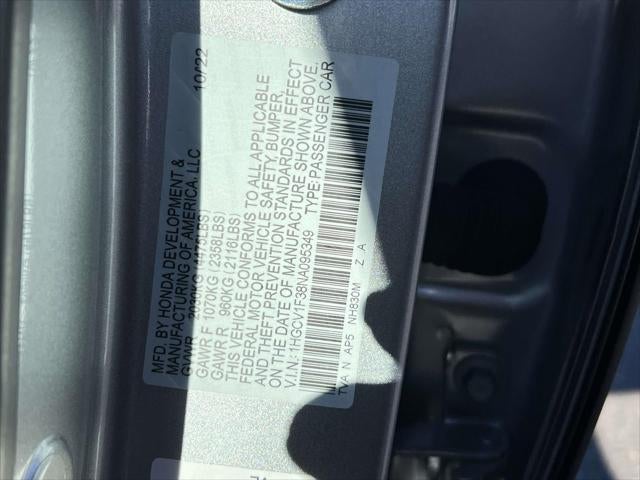 MFD. BY HONDA DEVELOPMENT & 10/22
MANUFACTURING OF AMERICA, LLC
GVWR 2030KG (4475LBS)
GAWR F 1070KG (2358LBS)
GAWR R 960KG (2116LBS)
THIS VEHICLE CONFORMS TO ALL APPLICABLE
FEDERAL MOTOR VEHICLE SAFETY, BUMPER,
AND THEFT PREVENTION STANDARDS IN EFFECT
ON THE DATE OF MANUFACTURE SHOWN ABOVE.
V.I.N.: 1HGCV1F38NA095349 TYPE:PASSENGER CAR
TVA N AP5 NH830M Z A